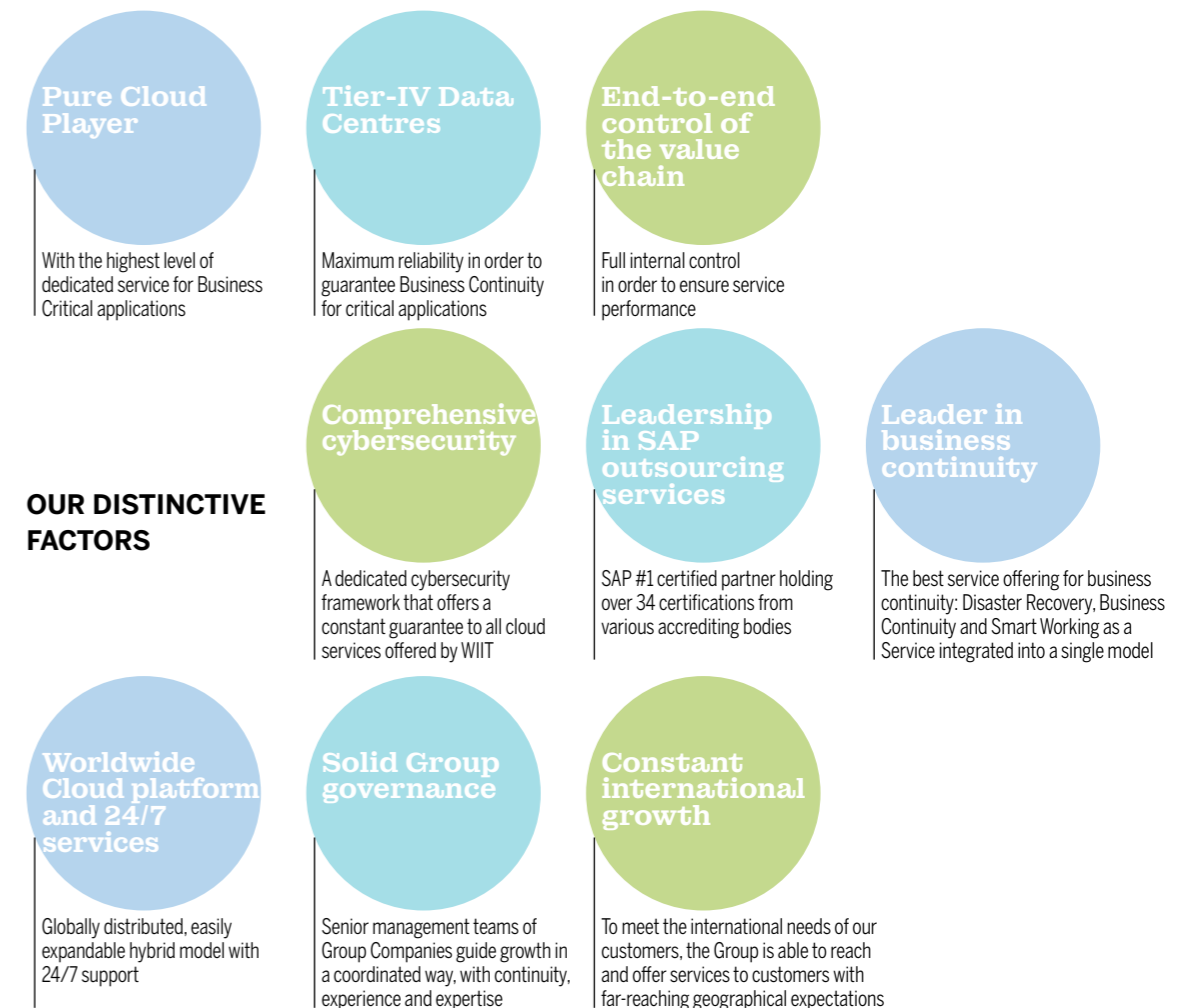 Pure Cloud
Player
With the highest level of
dedicated service for Business
Critical applications
Tier-IV Data
Centres
Maximum reliability in order to
guarantee Business Continuity
for critical applications
End-to-end
control of
the value
chain
Full internal control
in order to ensure service
performance
OUR DISTINCTIVE
FACTORS
Comprehensive
cybersecurity
A dedicated cybersecurity
framework that offers a
constant guarantee to all cloud
services offered by WIIT
Leadership
in SAP
outsourcing
services
SAP #1 certified partner holding
over 34 certifications from
various accrediting bodies
Leader in
business
continuity
The best service offering for business
continuity: Disaster Recovery, Business
Continuity and Smart Working as a
Service integrated into a single model
Worldwide
Cloud platform
and 24/7
services
Globally distributed, easily
expandable hybrid model with
24/7 support
Solid Group
governance
Senior management teams of
Group Companies guide growth in
a coordinated way, with continuity,
experience and expertise
Constant
international
growth
To meet the international needs of our
customers, the Group is able to reach
and offer services to customers with
far-reaching geographical expectations